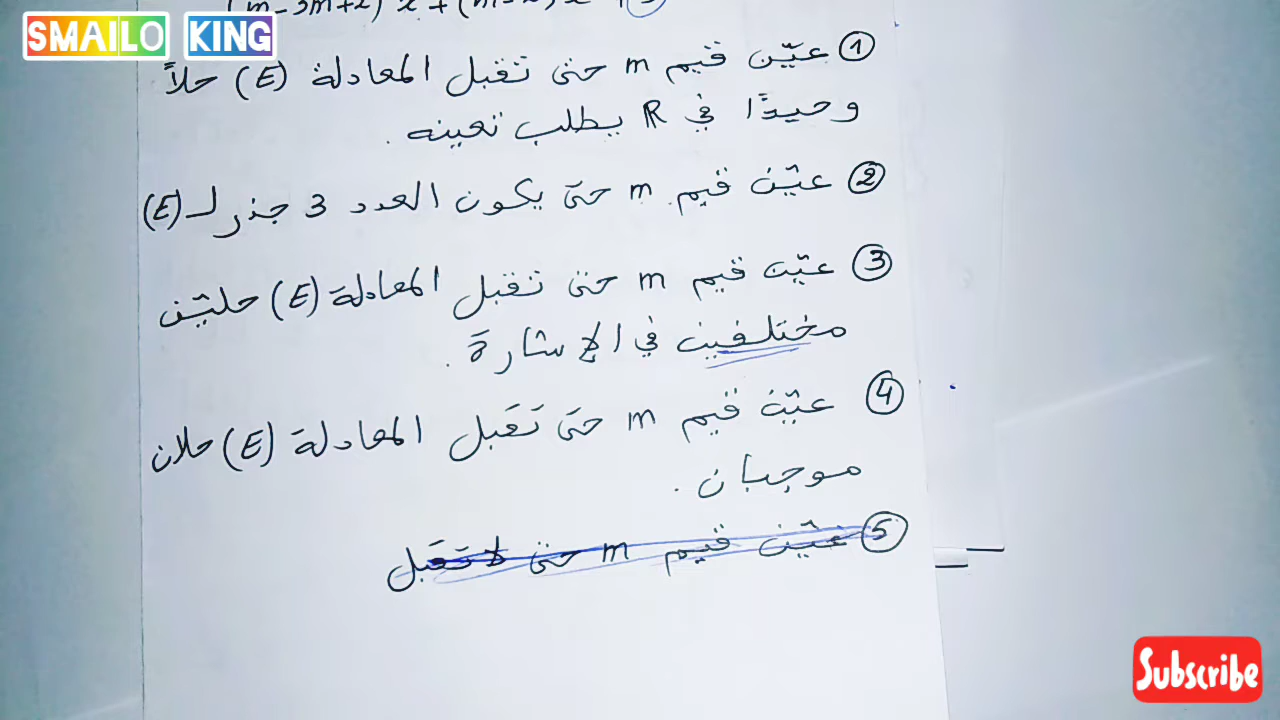 SMAILO KING
① عيّن قيم m حتى تقبل المعادلة (E) حلاً
وحيدًا في ℝ يطلب تعينه .
② عيّن قيم m حتى يكون العدد 3 جذر لـ (E)
③ عيّن قيم m حتى تقبل المعادلة (E) حليّن
مختلفين في الإشارة .
④ عيّن قيم m حتى تقبل المعادلة (E) حلان
موجبان .
⑤ عيّن قيم m حتى لا تقبل
Subscribe